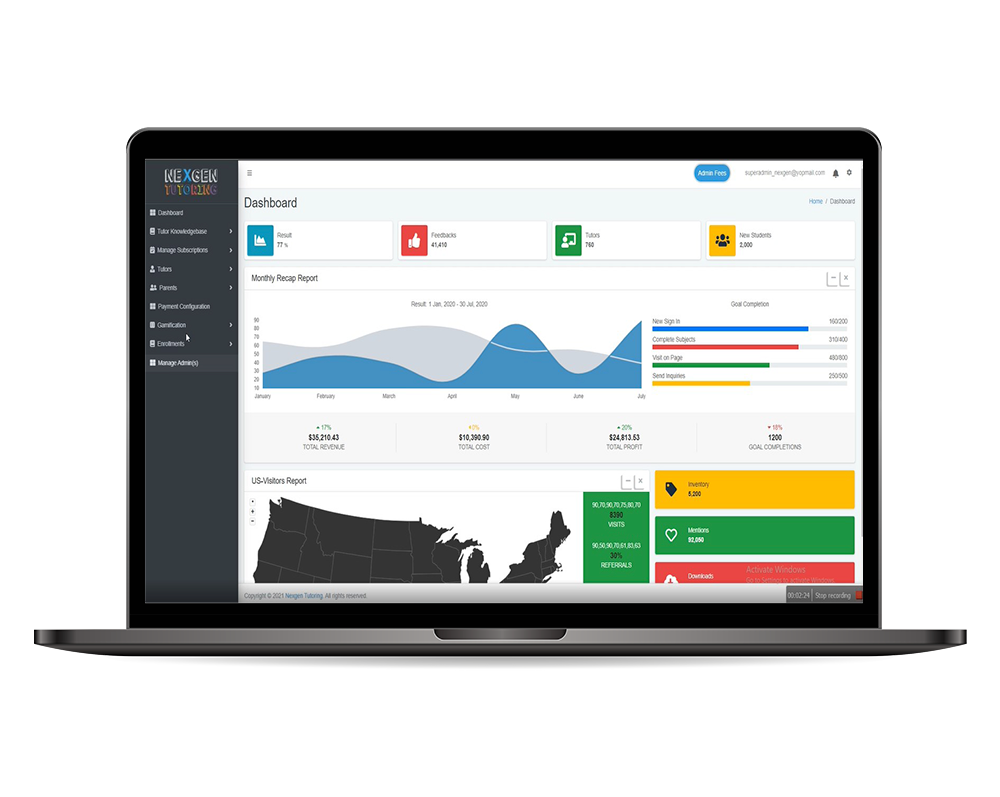 NEXGEN
TUTORING
Admin Fees
superadmin_nexgen@yopmail.com
Dashboard
Home / Dashboard
Dashboard
Tutor Knowledgebase
Manage Subscriptions
Tutors
Parents
Payment Configuration
Gamification
Enrollments
Manage Admin(s)
Result
77 %
Feedbacks
41,410
Tutors
760
New Students
2,000
Monthly Recap Report
Result: 1 Jan, 2020 - 30 Jul, 2020
90
80
70
60
50
40
30
20
10
January February March April May June July
Goal Completion
New Sign In 160/200
Complete Subjects 310/400
Visit on Page 480/800
Send Inquiries 250/500
17%
$35,210.43
TOTAL REVENUE
0%
$10,390.90
TOTAL COST
20%
$24,813.53
TOTAL PROFIT
18%
1200
GOAL COMPLETIONS
US-Visitors Report
90,70,90,70,75,80,70
8390
VISITS
90,50,90,70,61,83,63
30%
REFERRALS
Inventory
5,200
Mentions
92,050
Downloads
Activate Windows
Go to Settings to activate Windows.
Copyright © 2021 Nexgen Tutoring. All rights reserved.
00:02:24 Stop recording